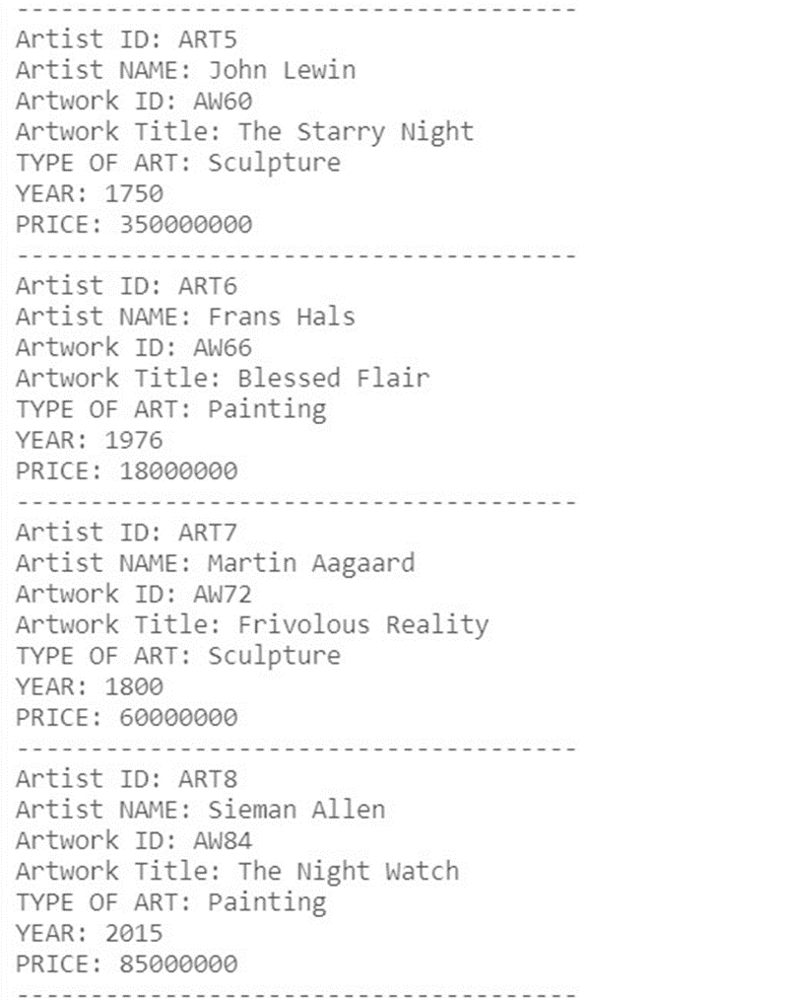 --------------------------------------
Artist ID: ART5
Artist NAME: John Lewin
Artwork ID: AW60
Artwork Title: The Starry Night
TYPE OF ART: Sculpture
YEAR: 1750
PRICE: 350000000
--------------------------------------
Artist ID: ART6
Artist NAME: Frans Hals
Artwork ID: AW66
Artwork Title: Blessed Flair
TYPE OF ART: Painting
YEAR: 1976
PRICE: 18000000
--------------------------------------
Artist ID: ART7
Artist NAME: Martin Aagaard
Artwork ID: AW72
Artwork Title: Frivolous Reality
TYPE OF ART: Sculpture
YEAR: 1800
PRICE: 60000000
--------------------------------------
Artist ID: ART8
Artist NAME: Sieman Allen
Artwork ID: AW84
Artwork Title: The Night Watch
TYPE OF ART: Painting
YEAR: 2015
PRICE: 85000000
--------------------------------------